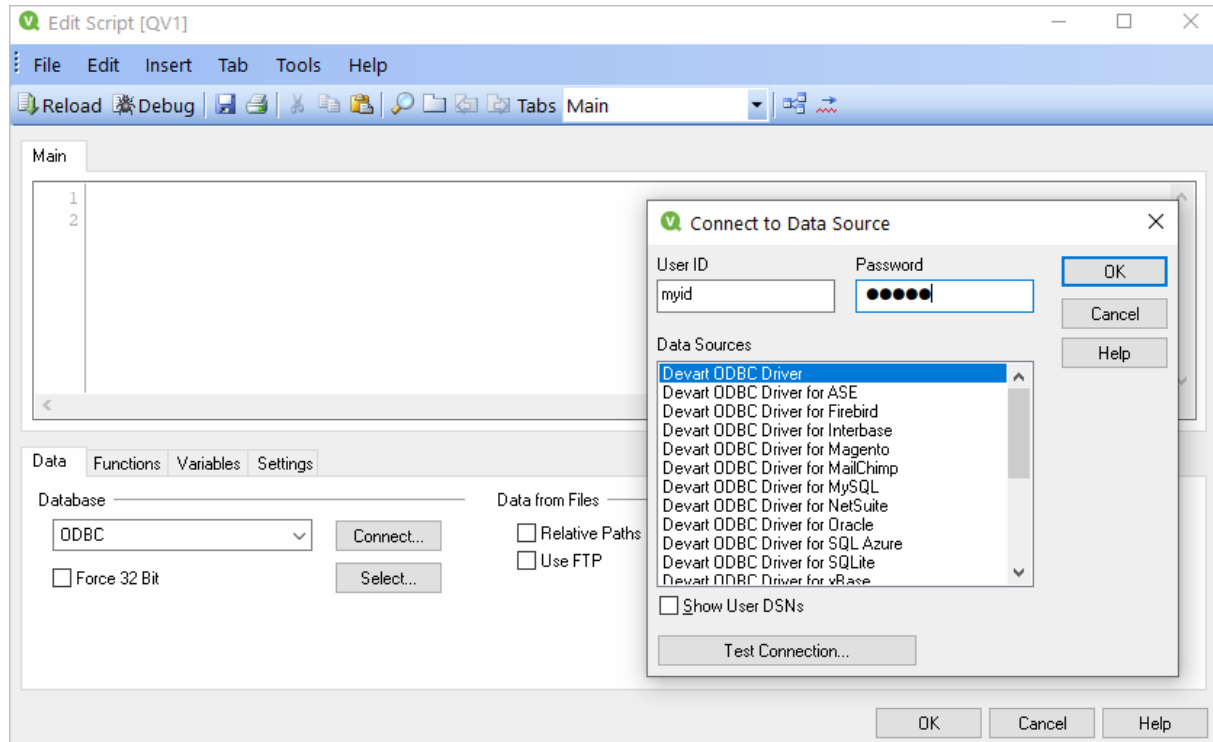 Edit Script [QV1]
File Edit Insert Tab Tools Help
Reload Debug Tabs Main
Main
1
2
Connect to Data Source
User ID Password
myid ●●●●●
OK
Cancel
Help
Data Sources
Devart ODBC Driver
Devart ODBC Driver for ASE
Devart ODBC Driver for Firebird
Devart ODBC Driver for Interbase
Devart ODBC Driver for Magento
Devart ODBC Driver for MailChimp
Devart ODBC Driver for MySQL
Devart ODBC Driver for NetSuite
Devart ODBC Driver for Oracle
Devart ODBC Driver for SQL Azure
Devart ODBC Driver for SQLite
Devart ODBC Driver for xBase
Show User DSNs
Test Connection...
Data Functions Variables Settings
Database
ODBC
Connect...
Force 32 Bit
Select...
Data from Files
Relative Paths
Use FTP
OK Cancel Help